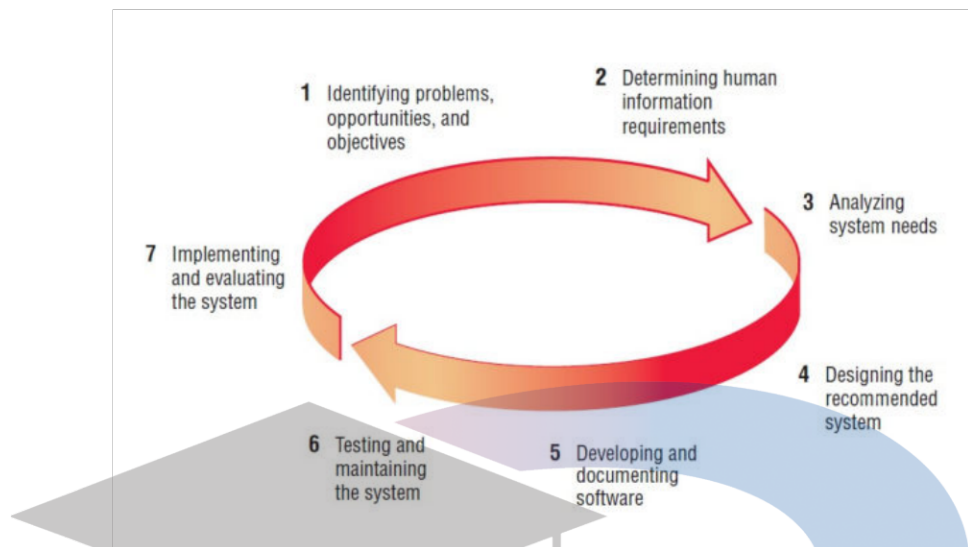 1 Identifying problems,
opportunities, and
objectives
2 Determining human
information
requirements
3 Analyzing
system needs
4 Designing the
recommended
system
5 Developing and
documenting
software
6 Testing and
maintaining
the system
7 Implementing
and evaluating
the system